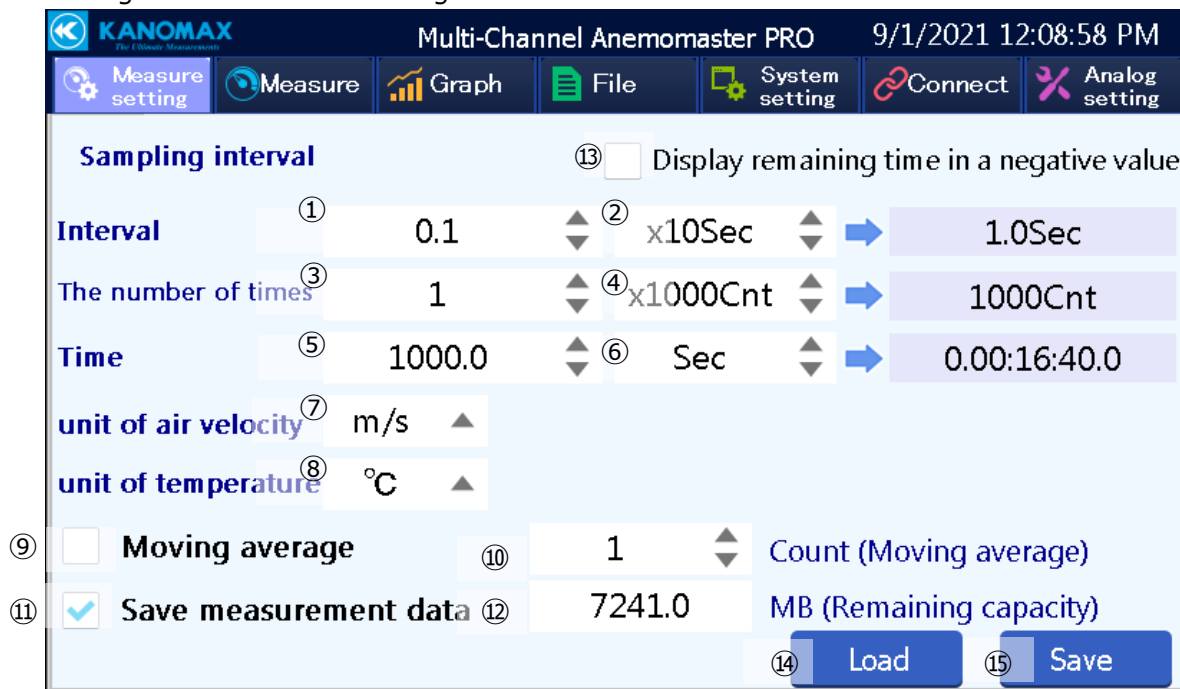 KANOMAX
The Ultimate Measurements
Multi-Channel Anemomaster PRO
9/1/2021 12:08:58 PM
Measure setting
Measure
Graph
File
System setting
Connect
Analog setting
Sampling interval
⑬ Display remaining time in a negative value
Interval ① 0.1 ② x10Sec 1.0Sec
The number of times ③ 1 ④ x1000Cnt 1000Cnt
Time ⑤ 1000.0 ⑥ Sec 0.00:16:40.0
unit of air velocity ⑦ m/s
unit of temperature ⑧ °C
⑨ Moving average ⑩ 1 Count (Moving average)
⑪ Save measurement data ⑫ 7241.0 MB (Remaining capacity)
⑭ Load ⑮ Save